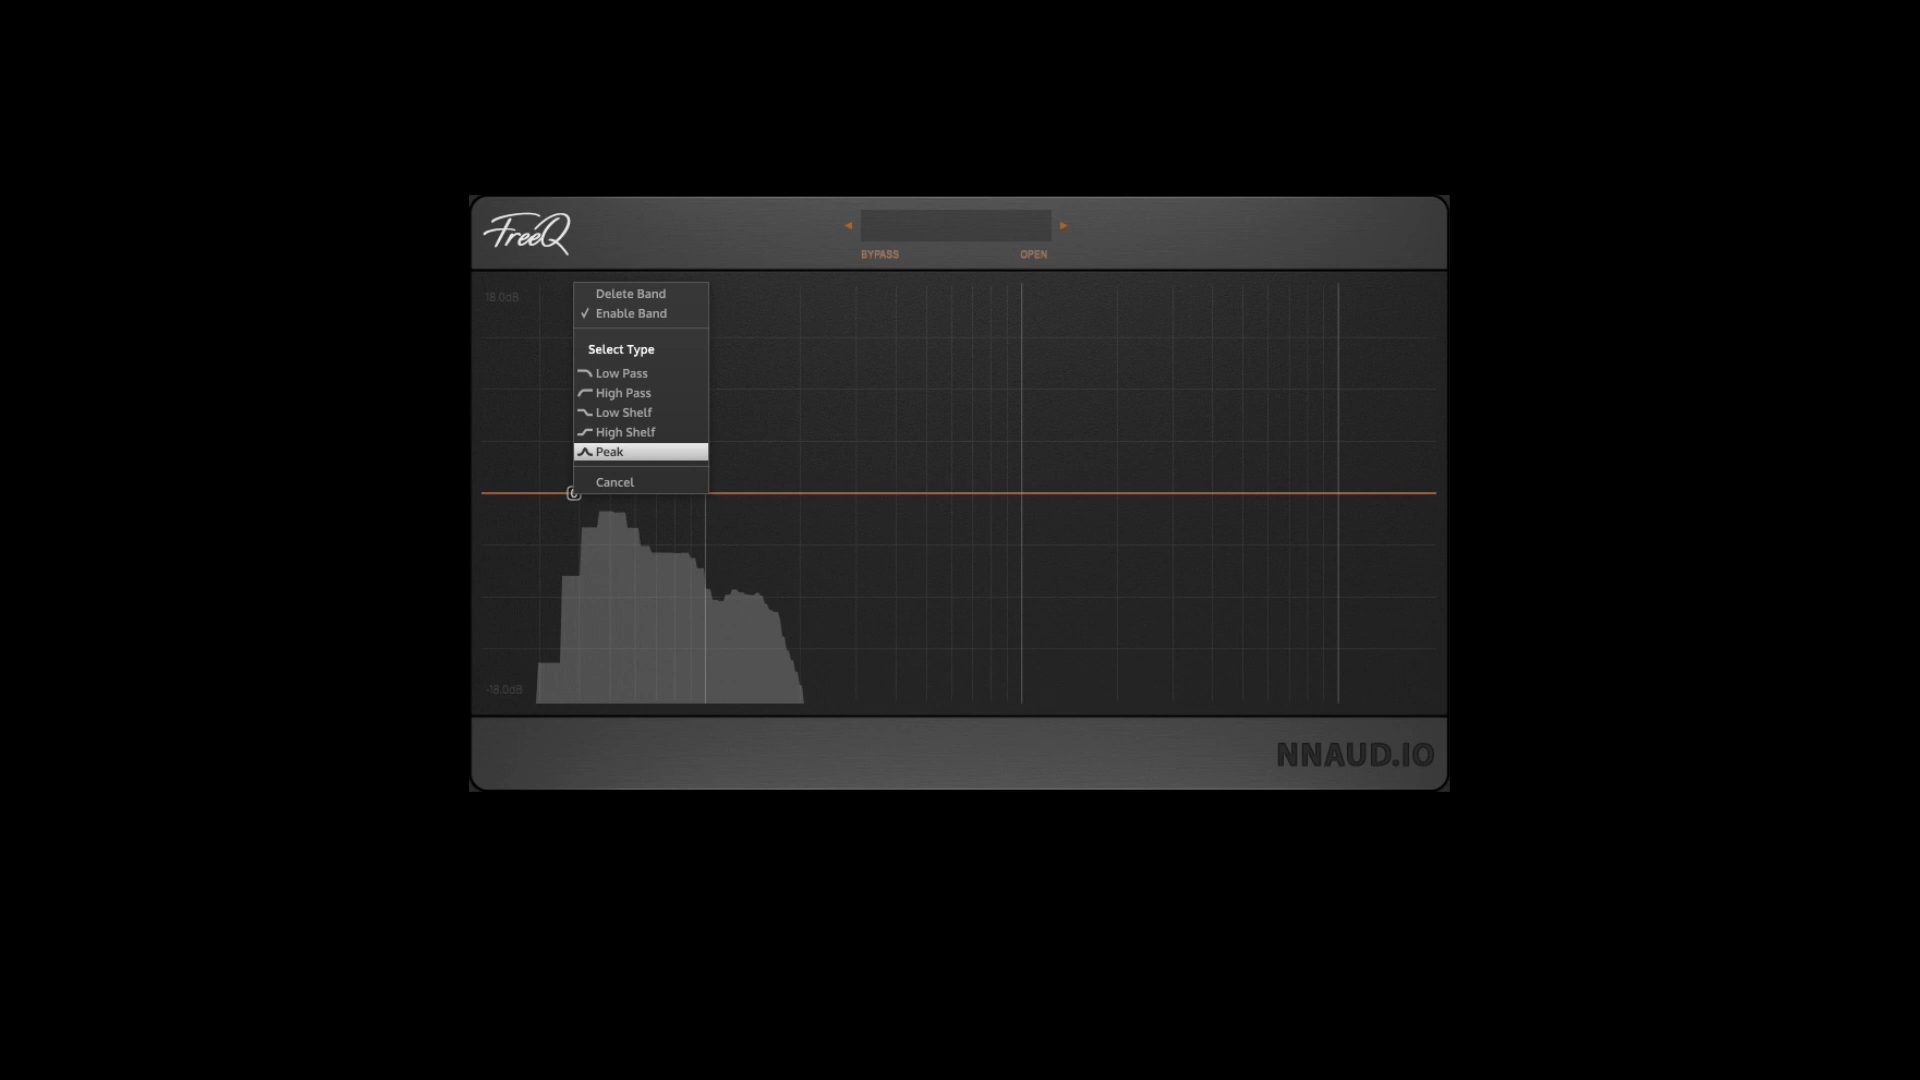 FreeQ
BYPASS
OPEN
18.0dB
Delete Band
✓ Enable Band
Select Type
Low Pass
High Pass
Low Shelf
High Shelf
Peak
Cancel
-18.0dB
NNAUD.IO